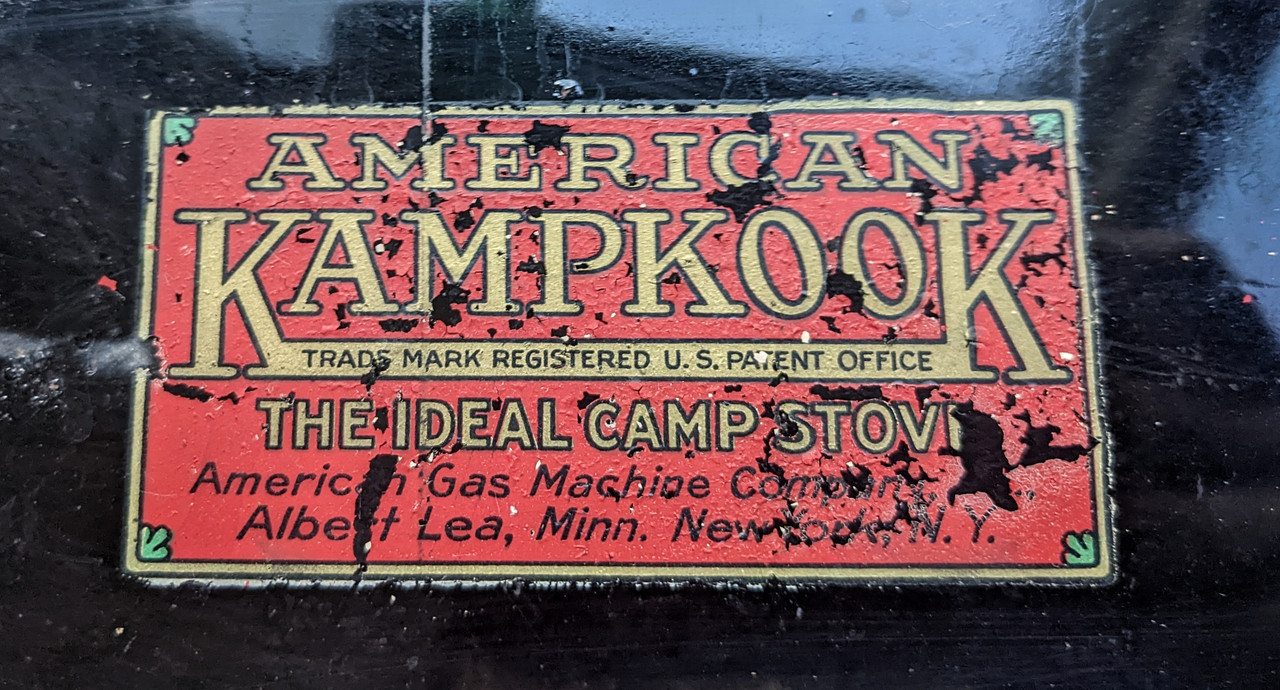 AMERICAN
KAMPKOOK
TRADE MARK REGISTERED U.S. PATENT OFFICE
THE IDEAL CAMP STOVE
American Gas Machine Company,
Albert Lea, Minn. New York, N.Y.